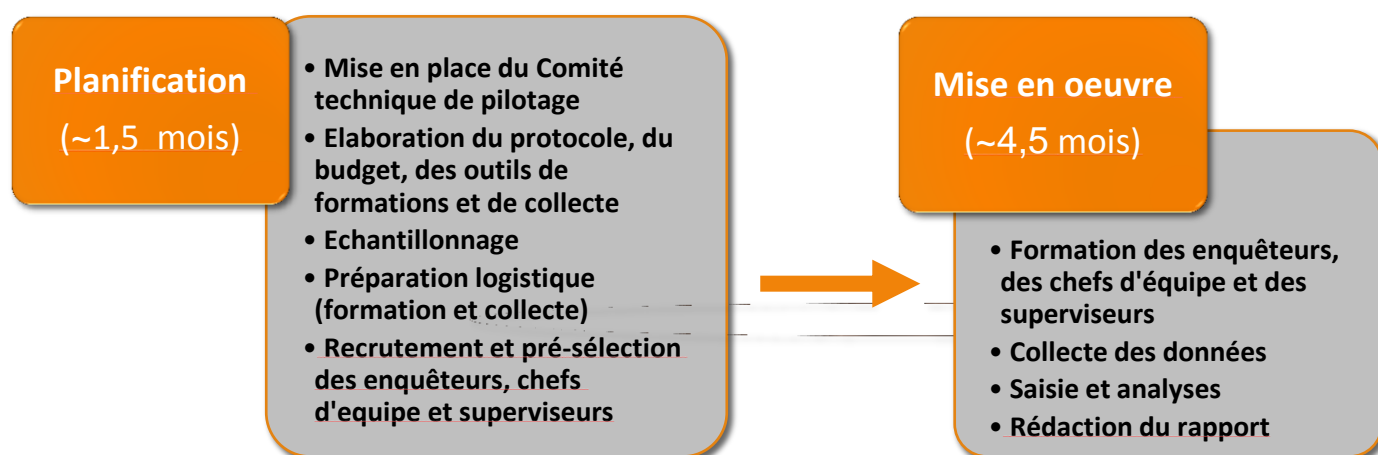 Planification
(~1,5 mois)
• Mise en place du Comité
technique de pilotage
• Elaboration du protocole, du
budget, des outils de
formations et de collecte
• Echantillonnage
• Préparation logistique
(formation et collecte)
• Recrutement et pré-sélection
des enquêteurs, chefs
d'equipe et superviseurs
Mise en oeuvre
(~4,5 mois)
• Formation des enquêteurs,
des chefs d'équipe et des
superviseurs
• Collecte des données
• Saisie et analyses
• Rédaction du rapport